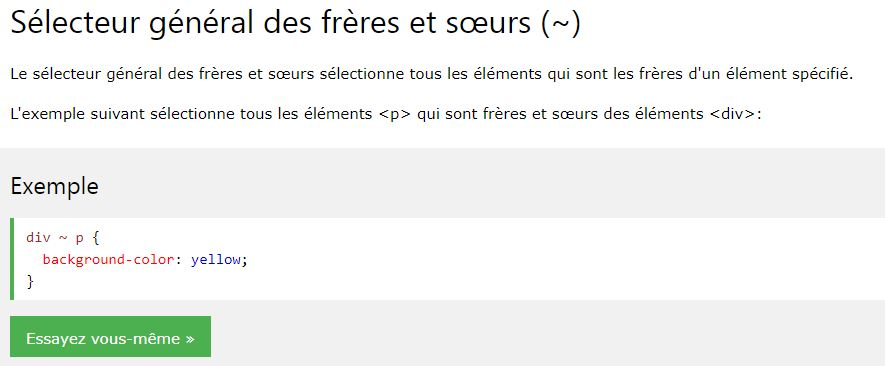 Sélecteur général des frères et sœurs (~)
Le sélecteur général des frères et sœurs sélectionne tous les éléments qui sont les frères d'un élément spécifié.
L'exemple suivant sélectionne tous les éléments <p> qui sont frères et sœurs des éléments <div>:
Exemple
div ~ p {
  background-color: yellow;
}
Essayez vous-même »